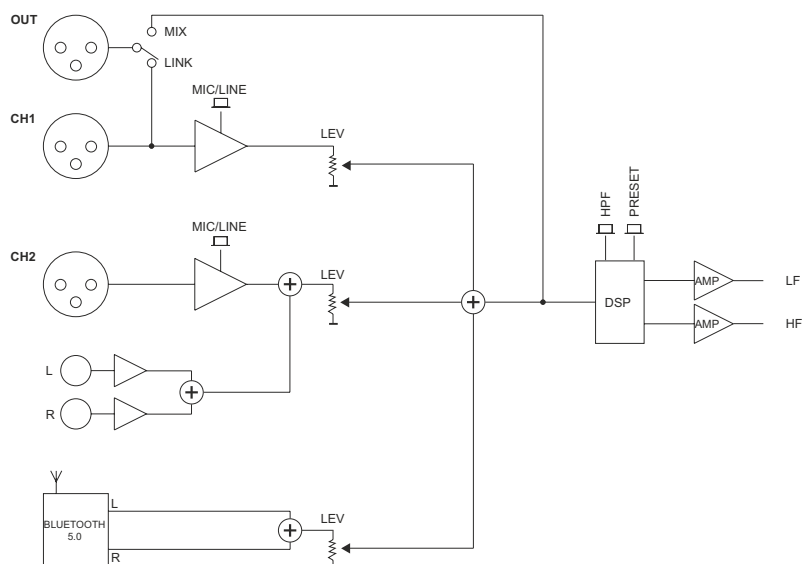 OUT
MIX
LINK
MIC/LINE
CH1
LEV
HPF
PRESET
MIC/LINE
CH2
LEV
AMP
LF
DSP
AMP
HF
L
R
L
BLUETOOTH
5.0
LEV
R